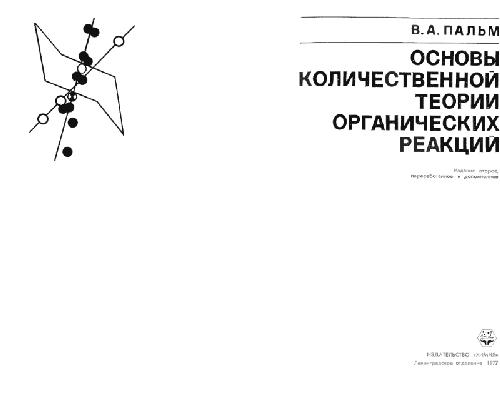 В. А. ПАЛЬМ
ОСНОВЫ
КОЛИЧЕСТВЕННОЙ
ТЕОРИИ
ОРГАНИЧЕСКИХ
РЕАКЦИЙ
Издание второе,
переработанное и дополненное
ИЗДАТЕЛЬСТВО «ХИМИЯ»
Ленинградское отделение 1977